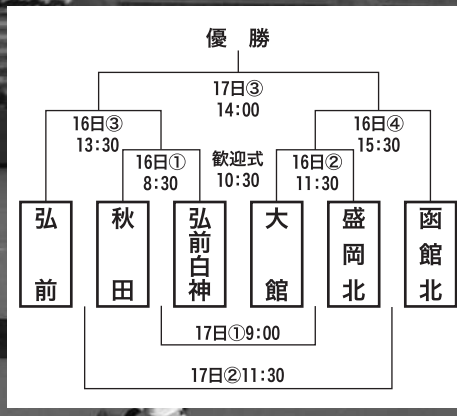 優勝
17日③
14:00
16日③
13:30
16日④
15:30
16日①
8:30
歓迎式
10:30
16日②
11:30
弘前
秋田
弘前白神
大館
盛岡北
函館北
17日①9:00
17日②11:30